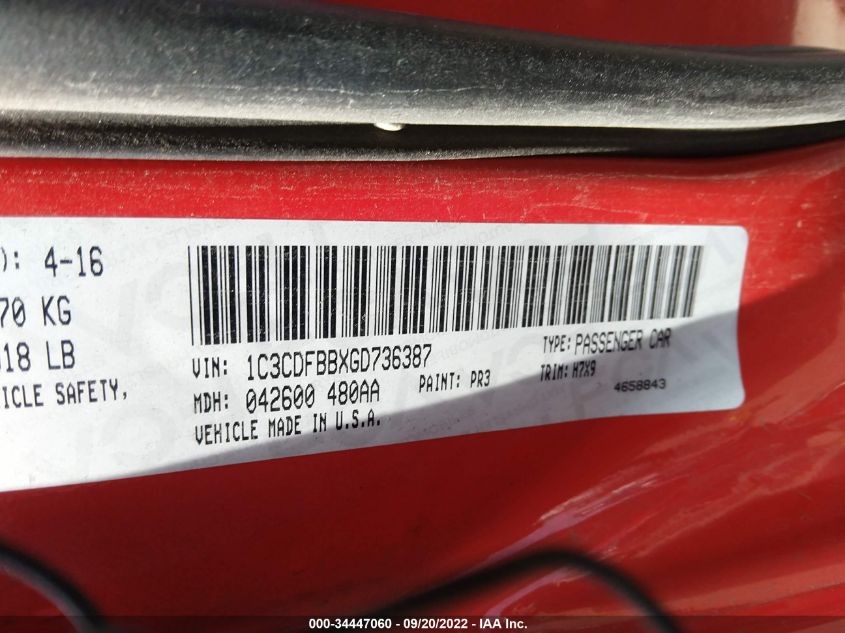 ): 4-16
70 KG
18 LB
ICLE SAFETY,
VIN: 1C3CDFBBXGD736387
TYPE: PASSENGER CAR
MDH: 042600 480AA
PAINT: PR3
TRIM: H7X9
4658843
VEHICLE MADE IN U.S.A.
000-34447060 / 09/20/2022 - IAA Inc.